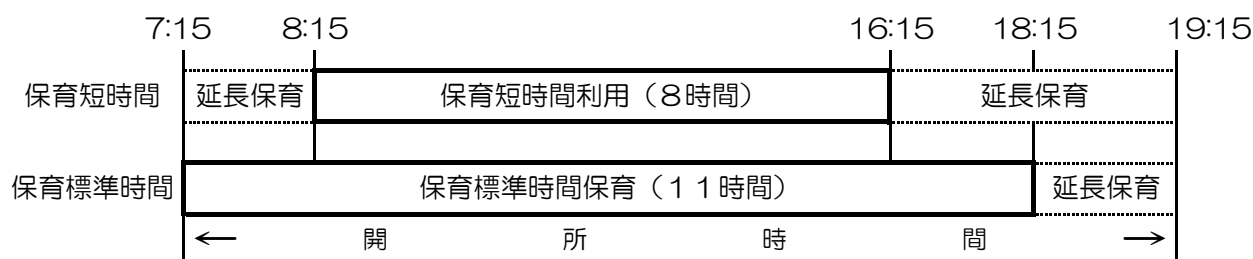 7:15 8:15 16:15 18:15 19:15
保育短時間 延長保育 保育短時間利用（８時間） 延長保育
保育標準時間 保育標準時間保育（１１時間） 延長保育
← 開 所 時 間 →